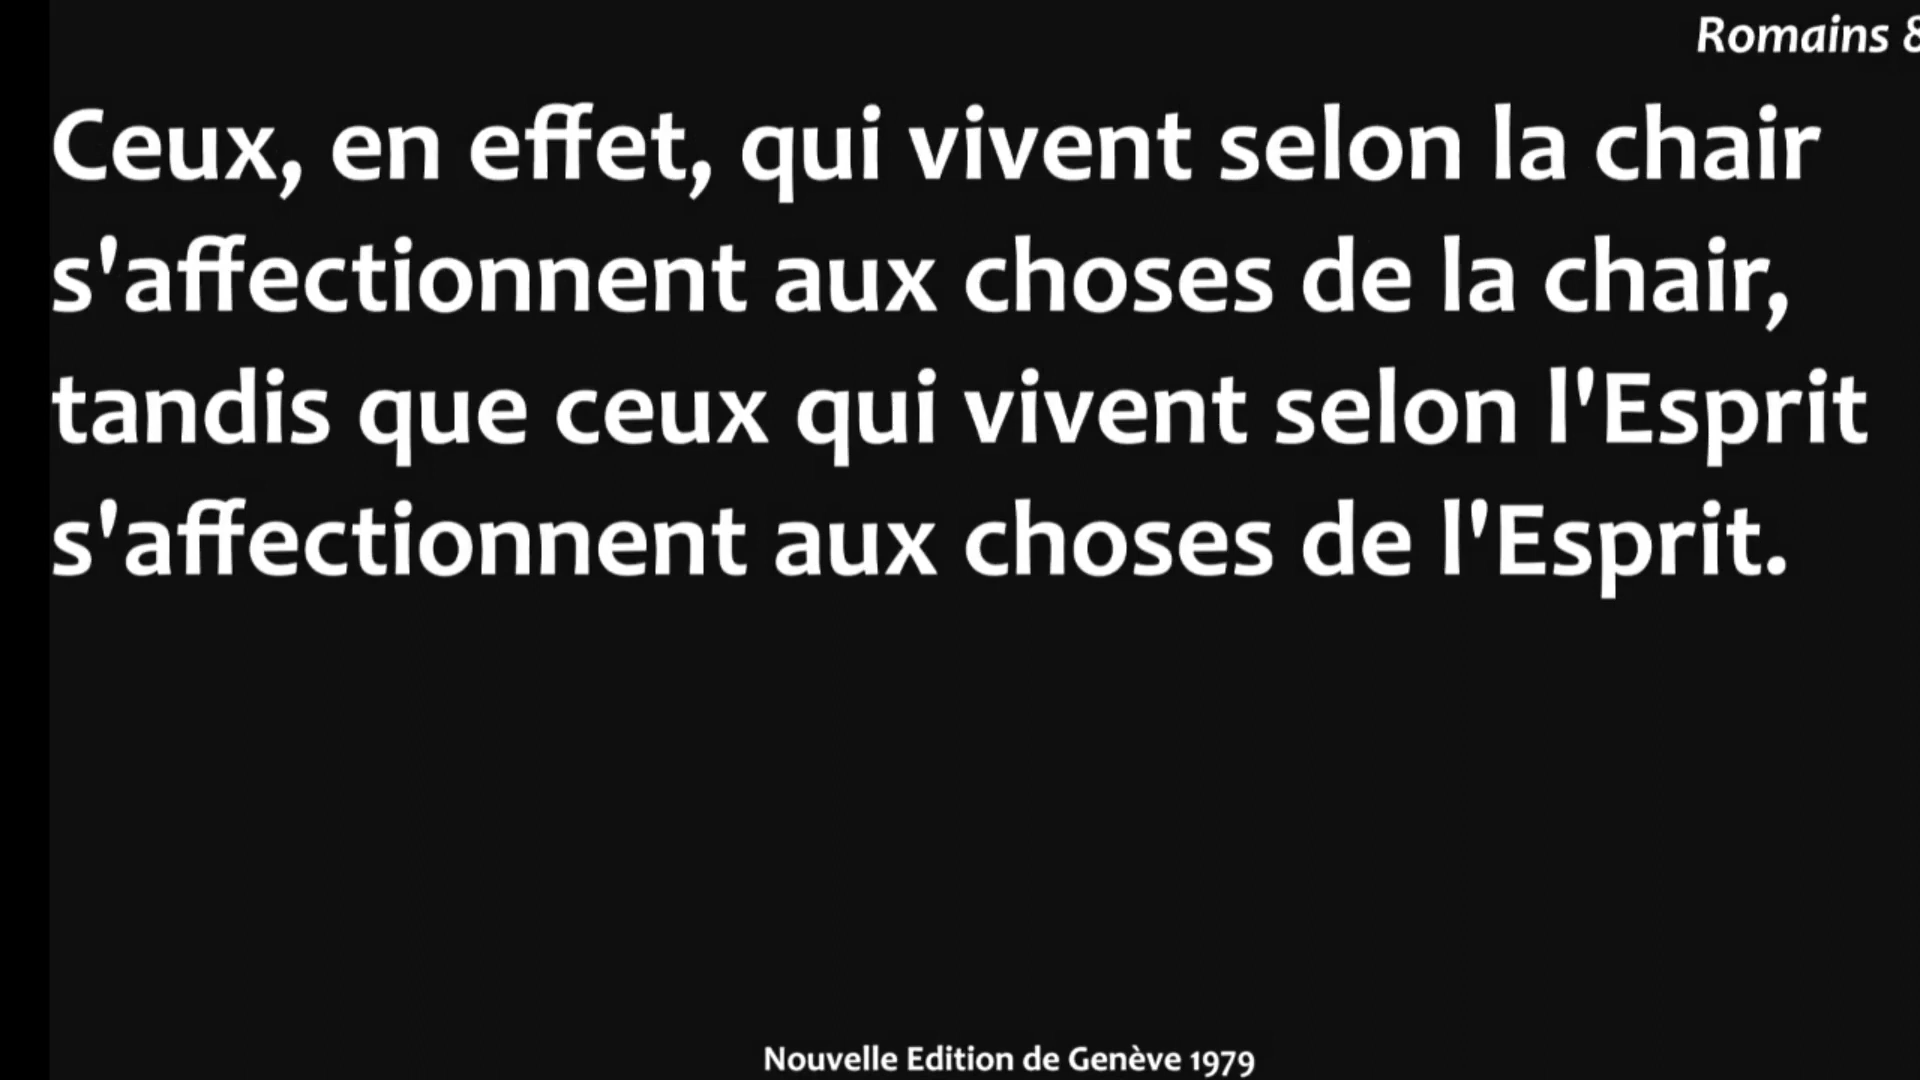 Romains 8
Ceux, en effet, qui vivent selon la chair
s'affectionnent aux choses de la chair,
tandis que ceux qui vivent selon l'Esprit
s'affectionnent aux choses de l'Esprit.
Nouvelle Edition de Genève 1979